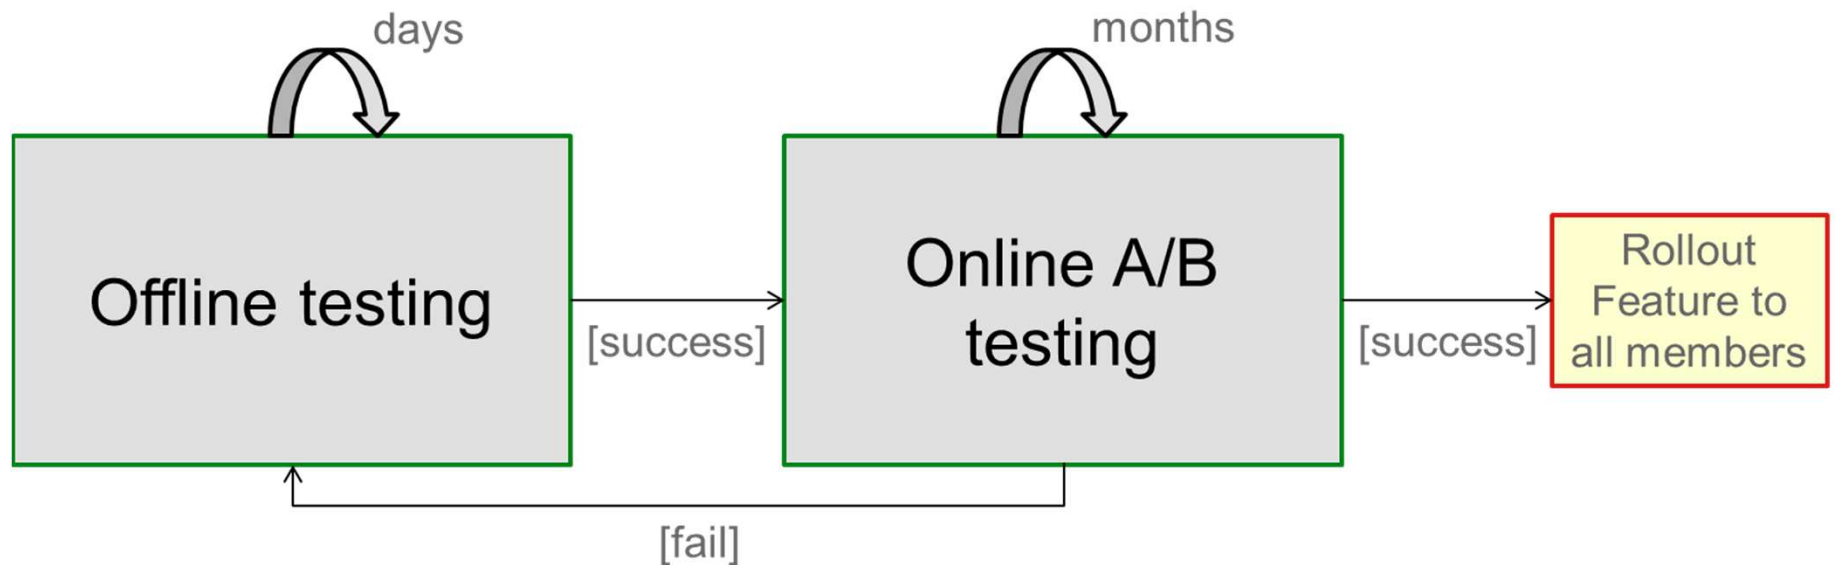 days
months
Offline testing
Online A/B
testing
[success]
[success]
Rollout
Feature to
all members
[fail]